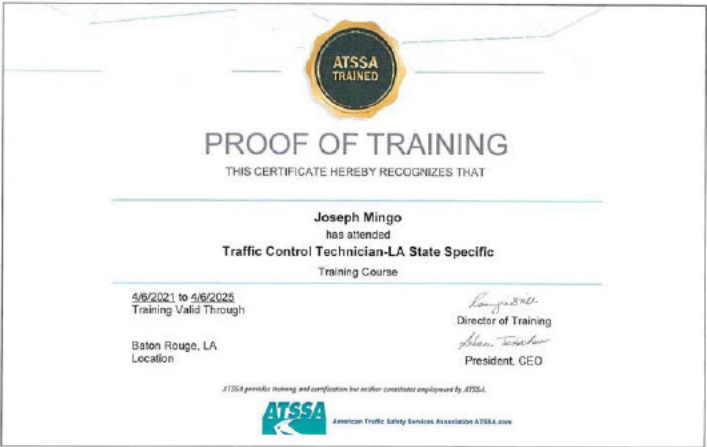 ATSSA
TRAINED
PROOF OF TRAINING
THIS CERTIFICATE HEREBY RECOGNIZES THAT
Joseph Mingo
has attended
Traffic Control Technician-LA State Specific
Training Course
4/6/2021 to 4/6/2025
Training Valid Through
Director of Training
Baton Rouge, LA
Location
President, CEO
ATSSA provides training and certification but neither constitutes employment by ATSSA.
ATSSA
American Traffic Safety Services Association ATSSA.com